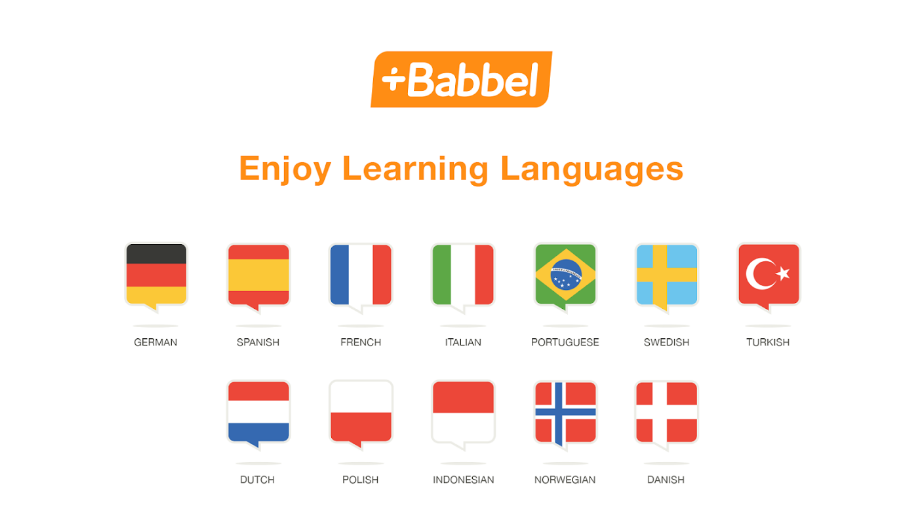 +Babbel
Enjoy Learning Languages
GERMAN
SPANISH
FRENCH
ITALIAN
PORTUGUESE
SWEDISH
TURKISH
DUTCH
POLISH
INDONESIAN
NORWEGIAN
DANISH